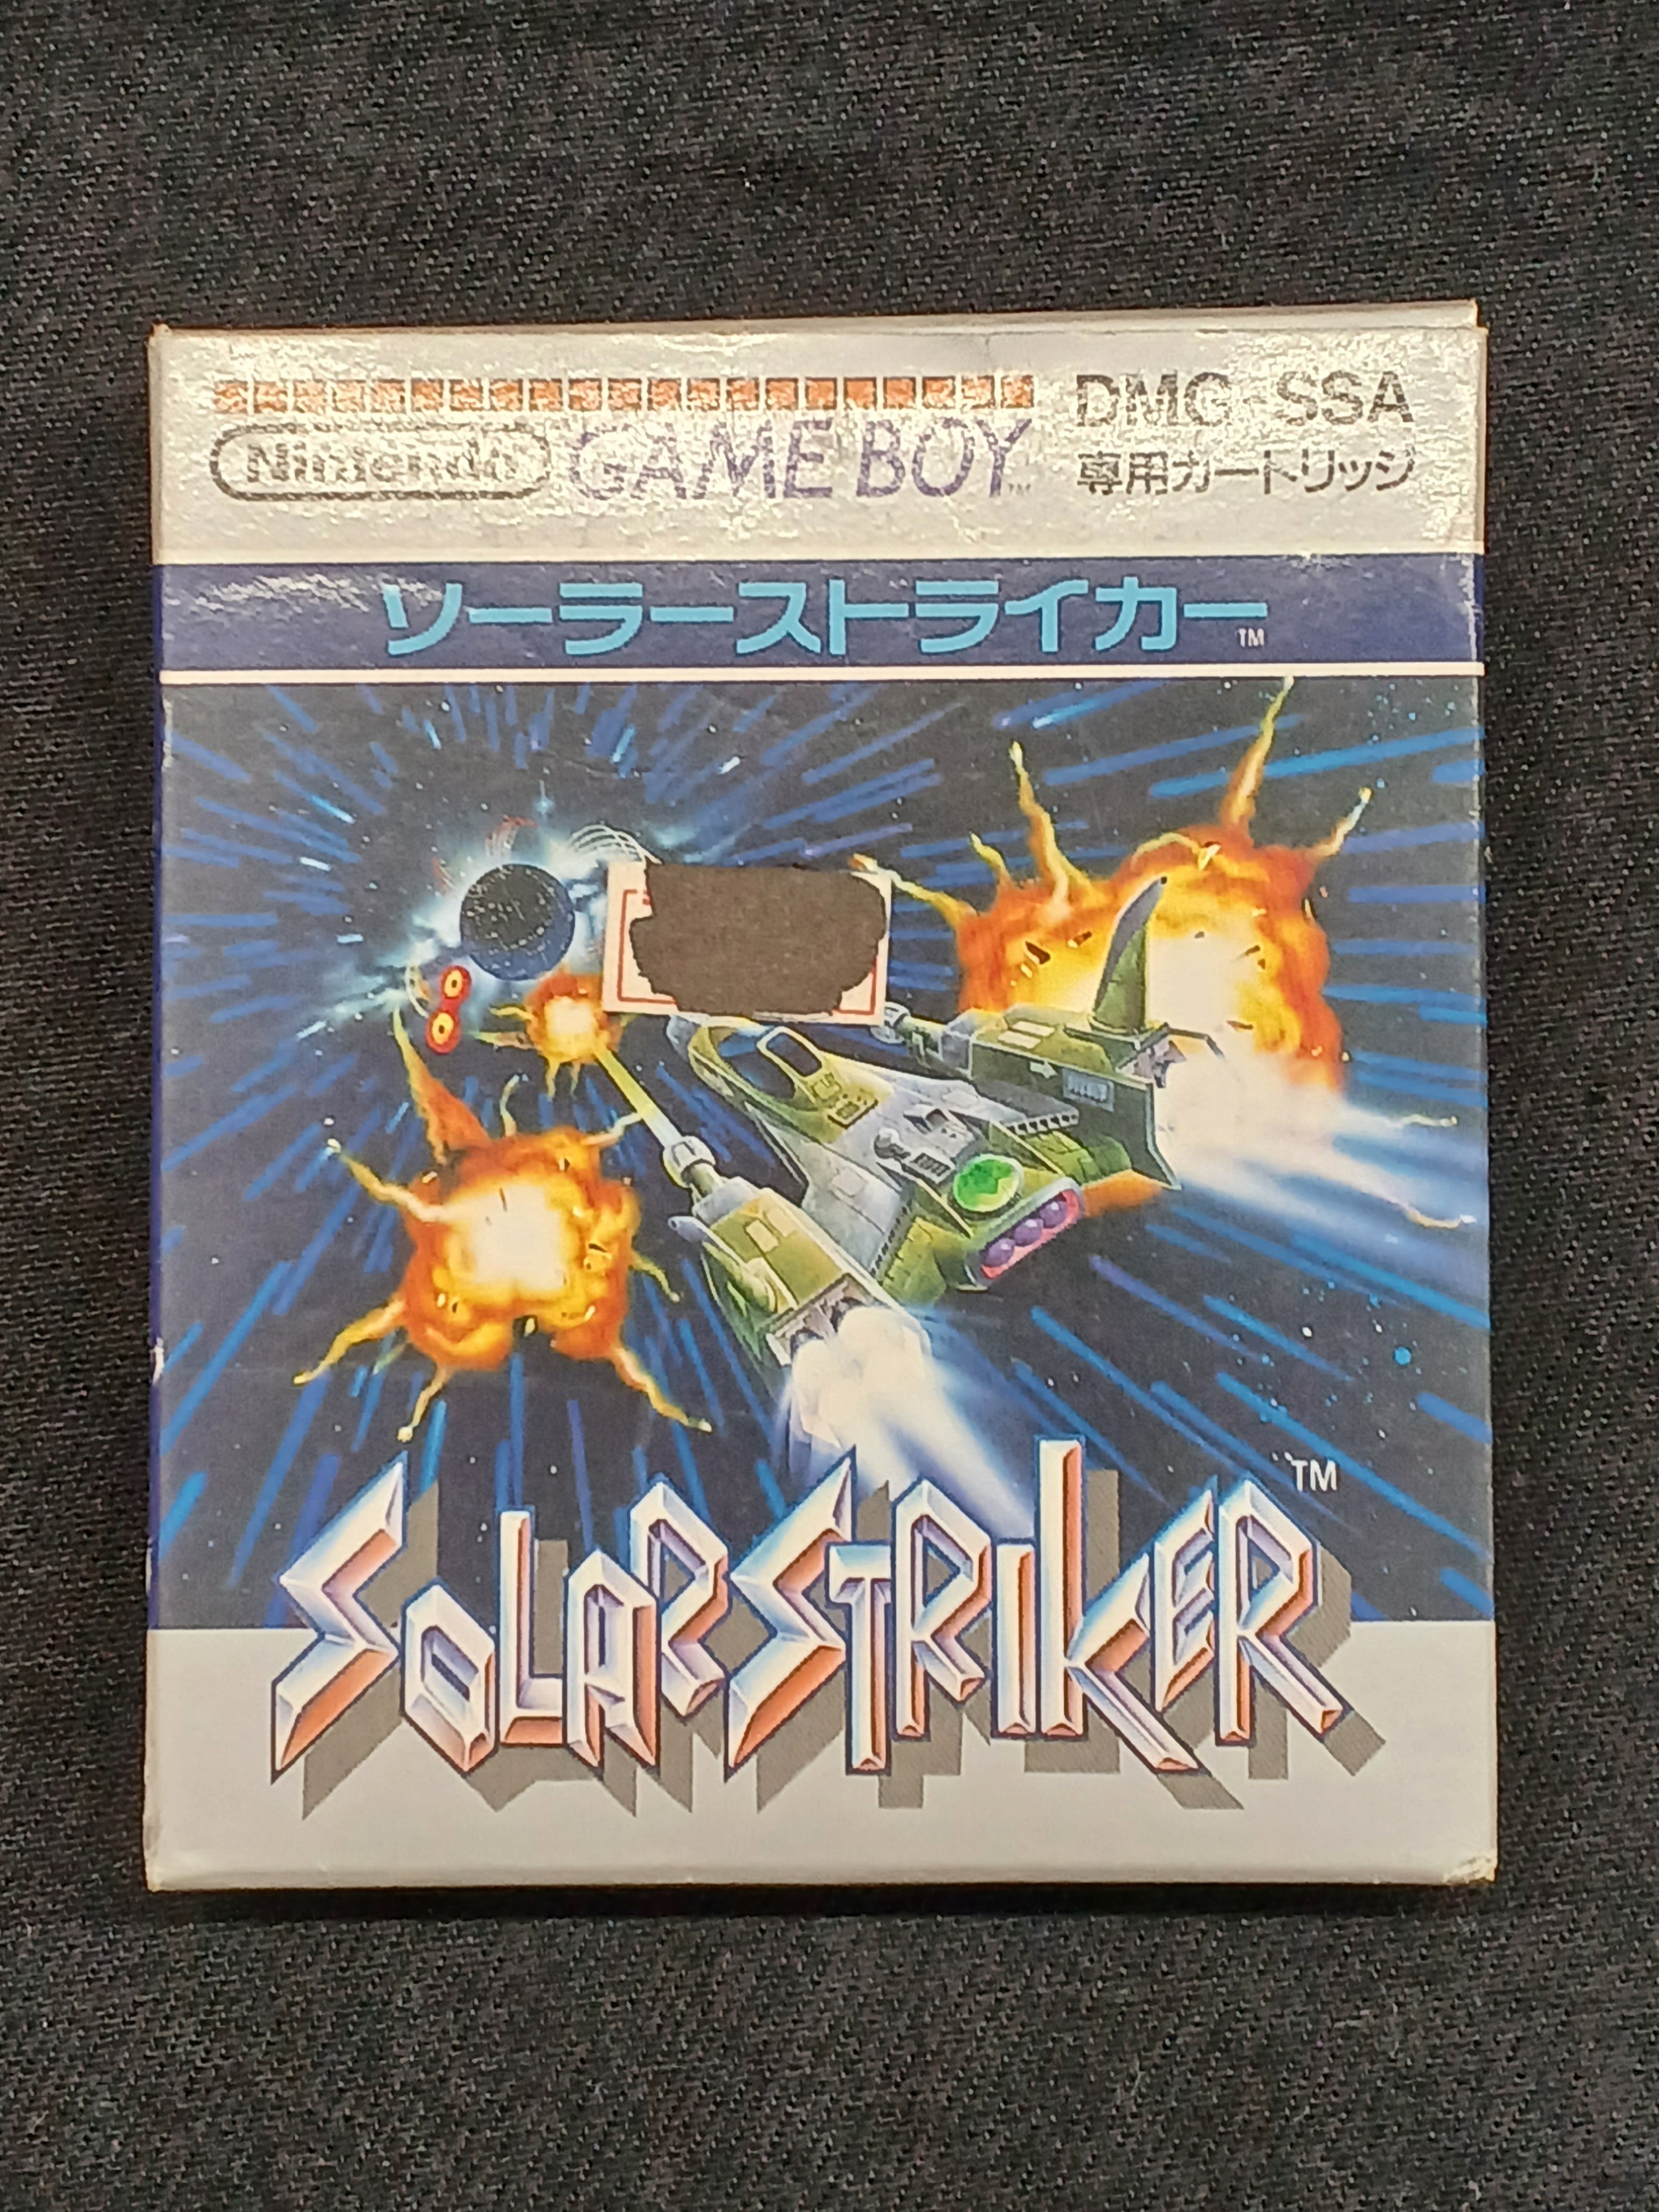 Nintendo GAME BOY™ DMG-SSA
専用カートリッジ
ソーラーストライカー™
SOLARSTRIKER™